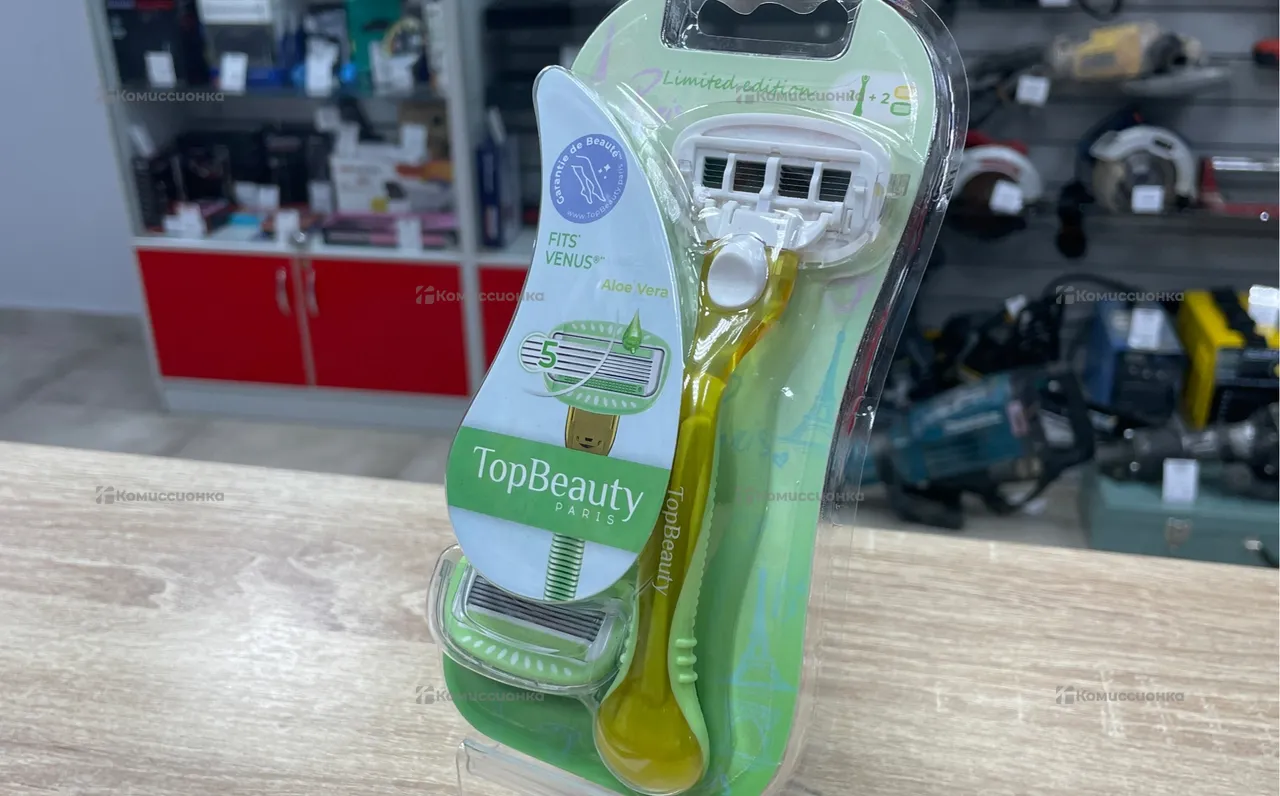 Limited edition
+ 2
Garantie de Beauté
www.TopBeauty.paris
FITS
VENUS®
Aloe Vera
5
TopBeauty
PARIS
TopBeauty
Комиссионка
Комиссионка
Комиссионка
Комиссионка
Комиссионка
Комиссионка
Комиссионка
Комиссионка